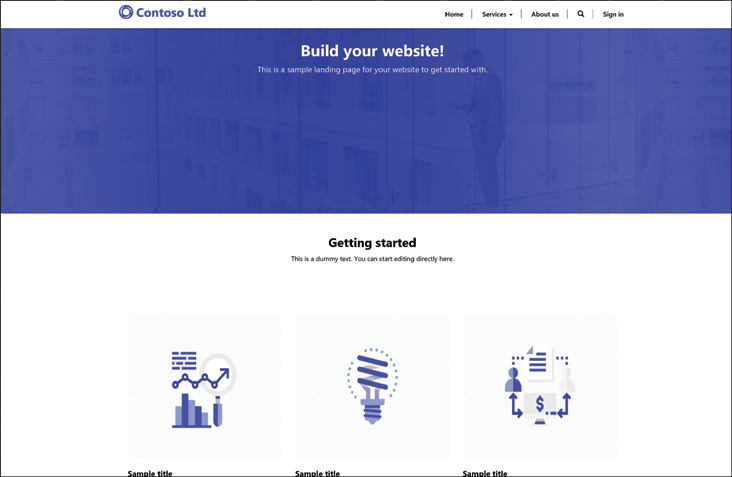 Contoso Ltd
Home Services About us Sign in
Build your website!
This is a sample landing page for your website to get started with.
Getting started
This is a dummy text. You can start editing directly here.
$
Sample title Sample title Sample title